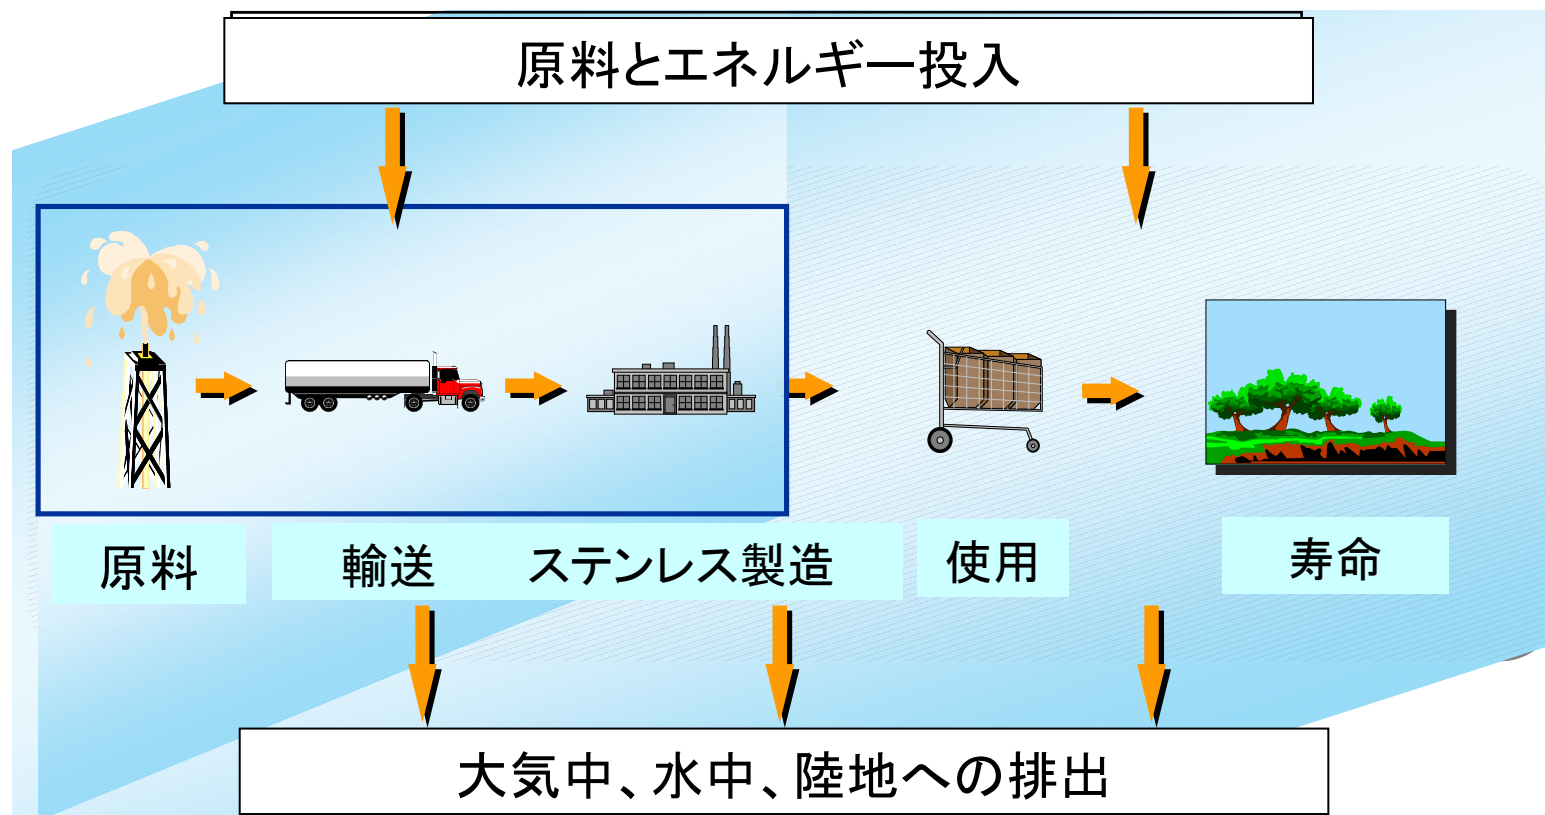 原料とエネルギー投入
原料
輸送
ステンレス製造
使用
寿命
大気中、水中、陸地への排出